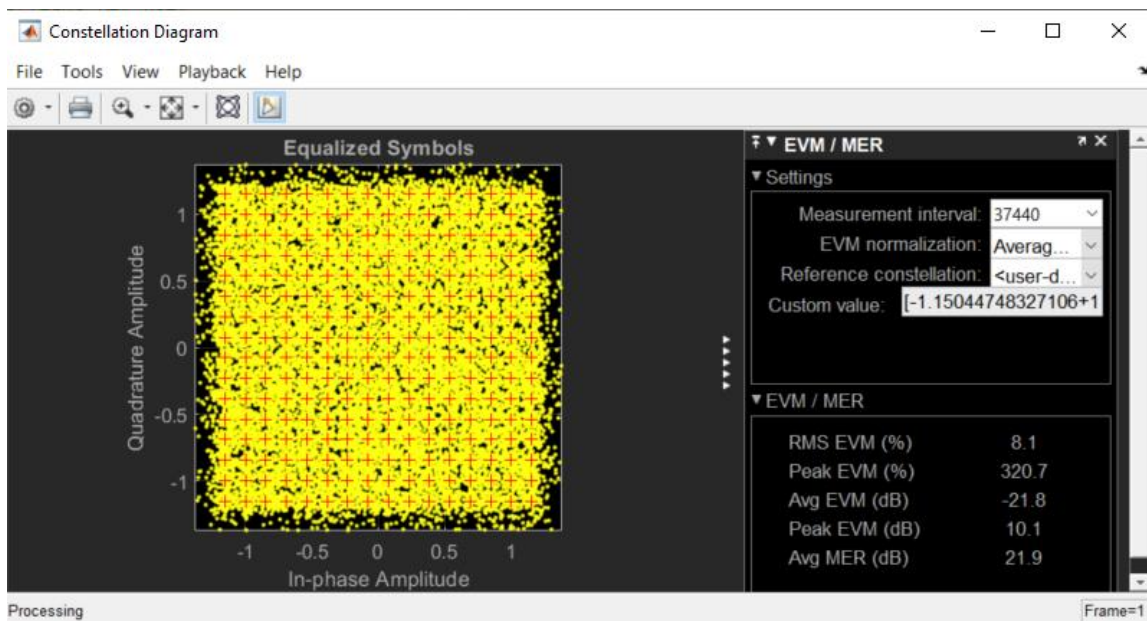 Constellation Diagram
File Tools View Playback Help
Equalized Symbols
Quadrature Amplitude
1
0.5
0
-0.5
-1
-1 -0.5 0 0.5 1
In-phase Amplitude
EVM / MER
Settings
Measurement interval: 37440
EVM normalization: Averag...
Reference constellation: <user-d...
Custom value: [-1.15044748327106+1
EVM / MER
RMS EVM (%) 8.1
Peak EVM (%) 320.7
Avg EVM (dB) -21.8
Peak EVM (dB) 10.1
Avg MER (dB) 21.9
Processing
Frame=1